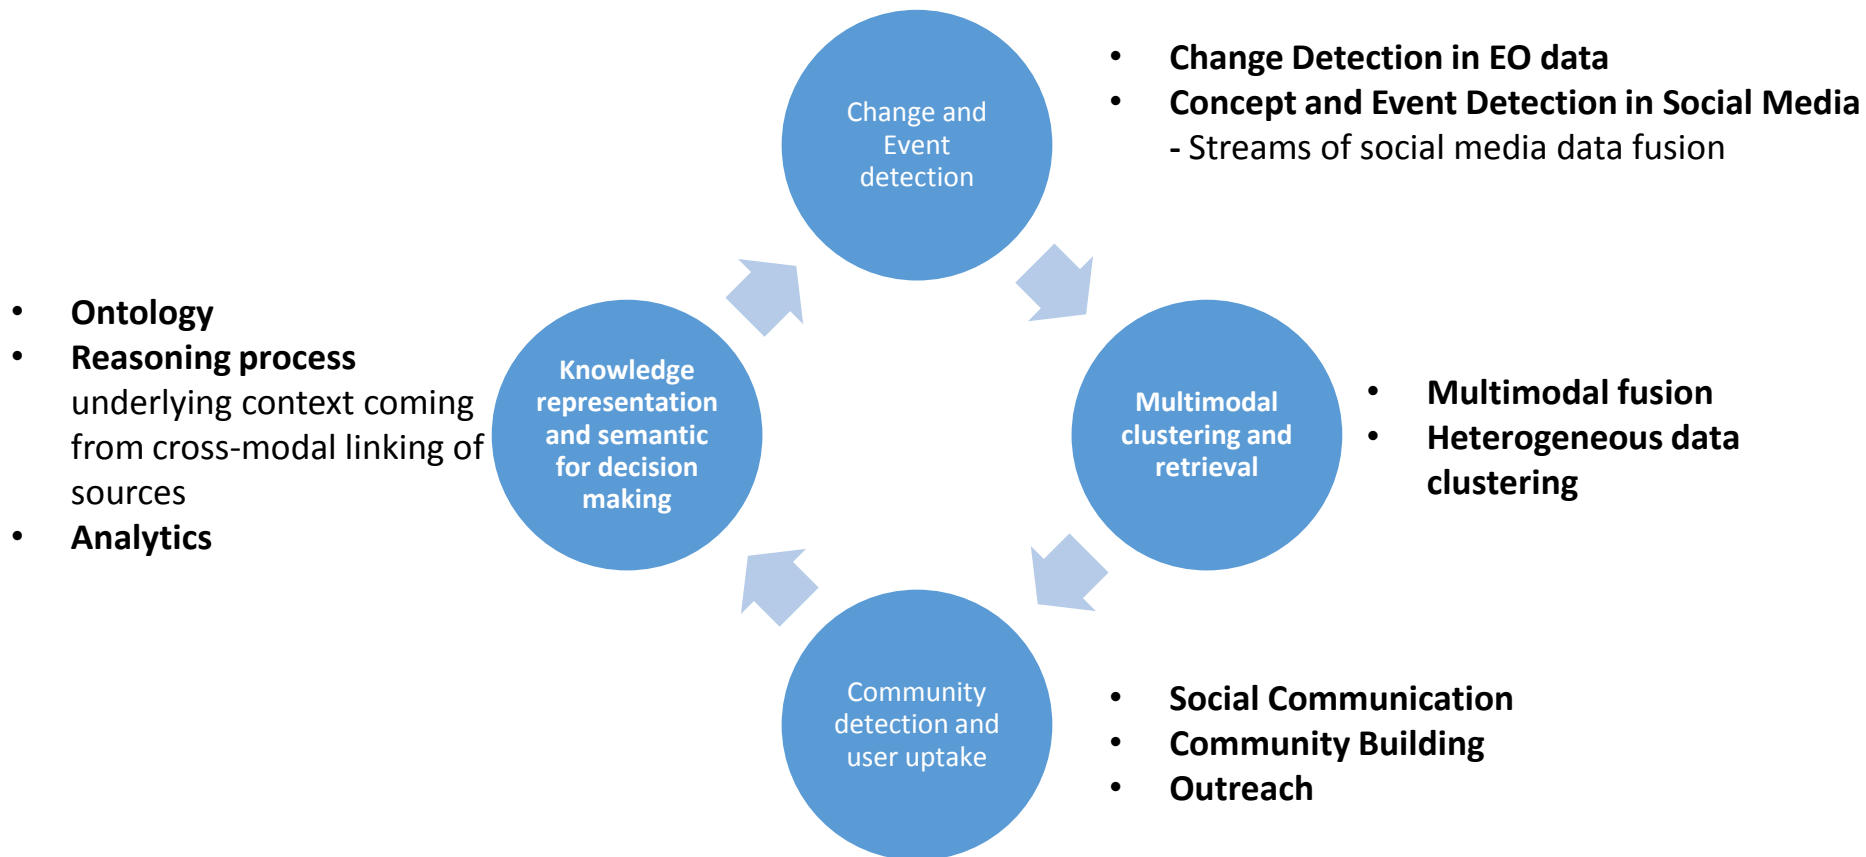 Change and
Event
detection
• Change Detection in EO data
• Concept and Event Detection in Social Media
- Streams of social media data fusion
Multimodal
clustering and
retrieval
• Multimodal fusion
• Heterogeneous data
clustering
Community
detection and
user uptake
• Social Communication
• Community Building
• Outreach
Knowledge
representation
and semantic
for decision
making
• Ontology
• Reasoning process
underlying context coming
from cross-modal linking of
sources
• Analytics